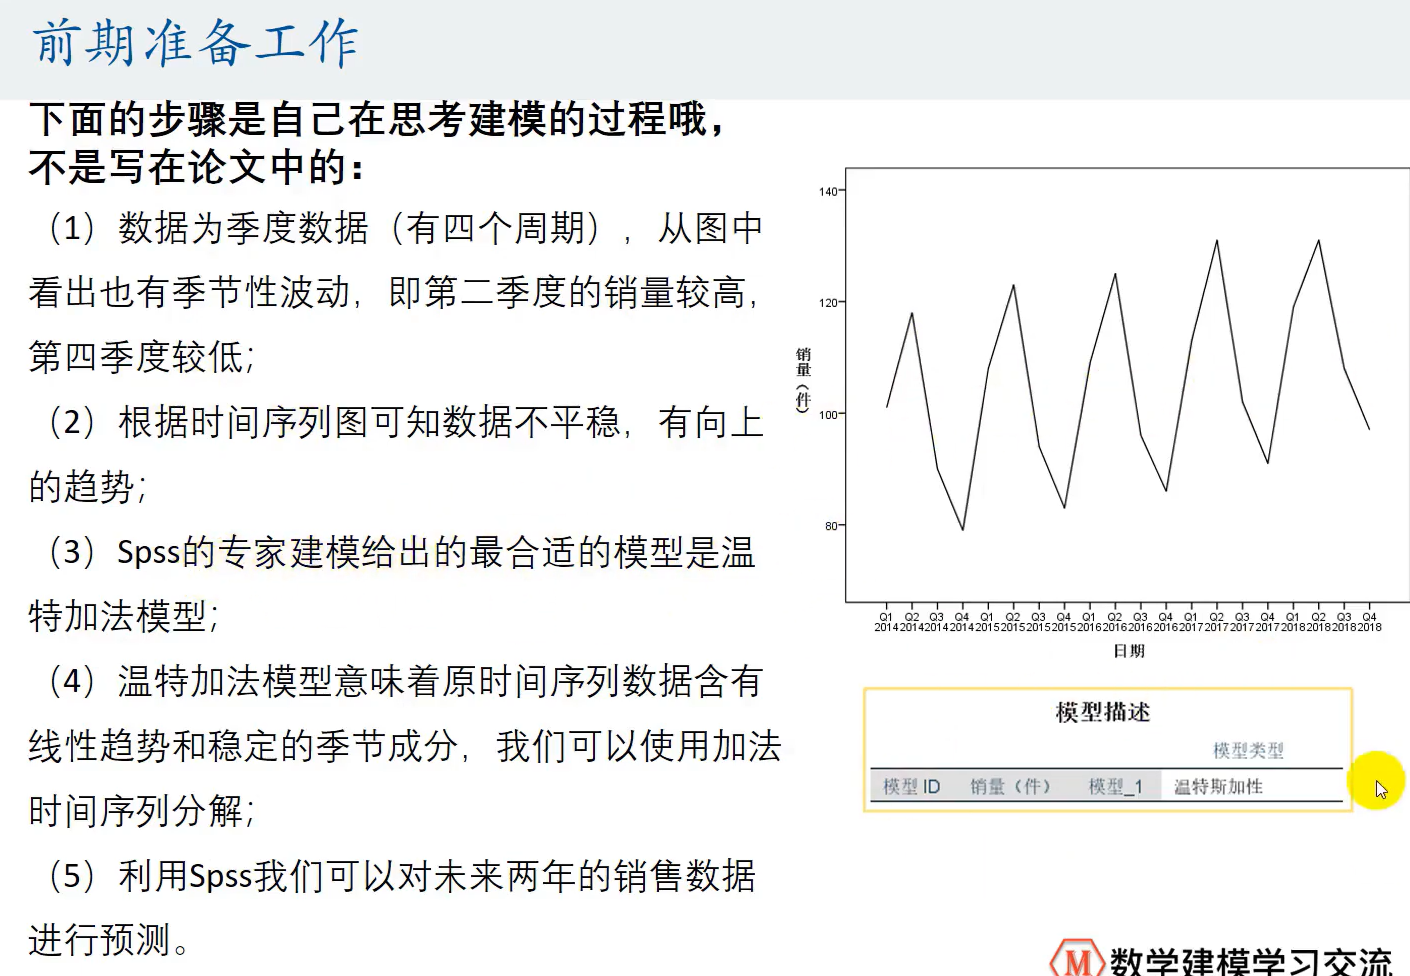 前期准备工作
下面的步骤是自己在思考建模的过程哦，
不是写在论文中的：
（1）数据为季度数据（有四个周期），从图中
看出也有季节性波动，即第二季度的销量较高，
第四季度较低；
（2）根据时间序列图可知数据不平稳，有向上
的趋势；
（3）Spss的专家建模给出的最合适的模型是温
特加法模型；
（4）温特加法模型意味着原时间序列数据含有
线性趋势和稳定的季节成分，我们可以使用加法
时间序列分解；
（5）利用Spss我们可以对未来两年的销售数据
进行预测。
140
120
100
80
销量（件）
Q1 Q2 Q3 Q4 Q1 Q2 Q3 Q4 Q1 Q2 Q3 Q4 Q1 Q2 Q3 Q4 Q1 Q2 Q3 Q4
2014 2014 2014 2014 2015 2015 2015 2015 2016 2016 2016 2016 2017 2017 2017 2017 2018 2018 2018 2018
日期
模型描述
模型类型
模型 ID 销量（件） 模型_1 温特斯加性
M 数学建模学习交流